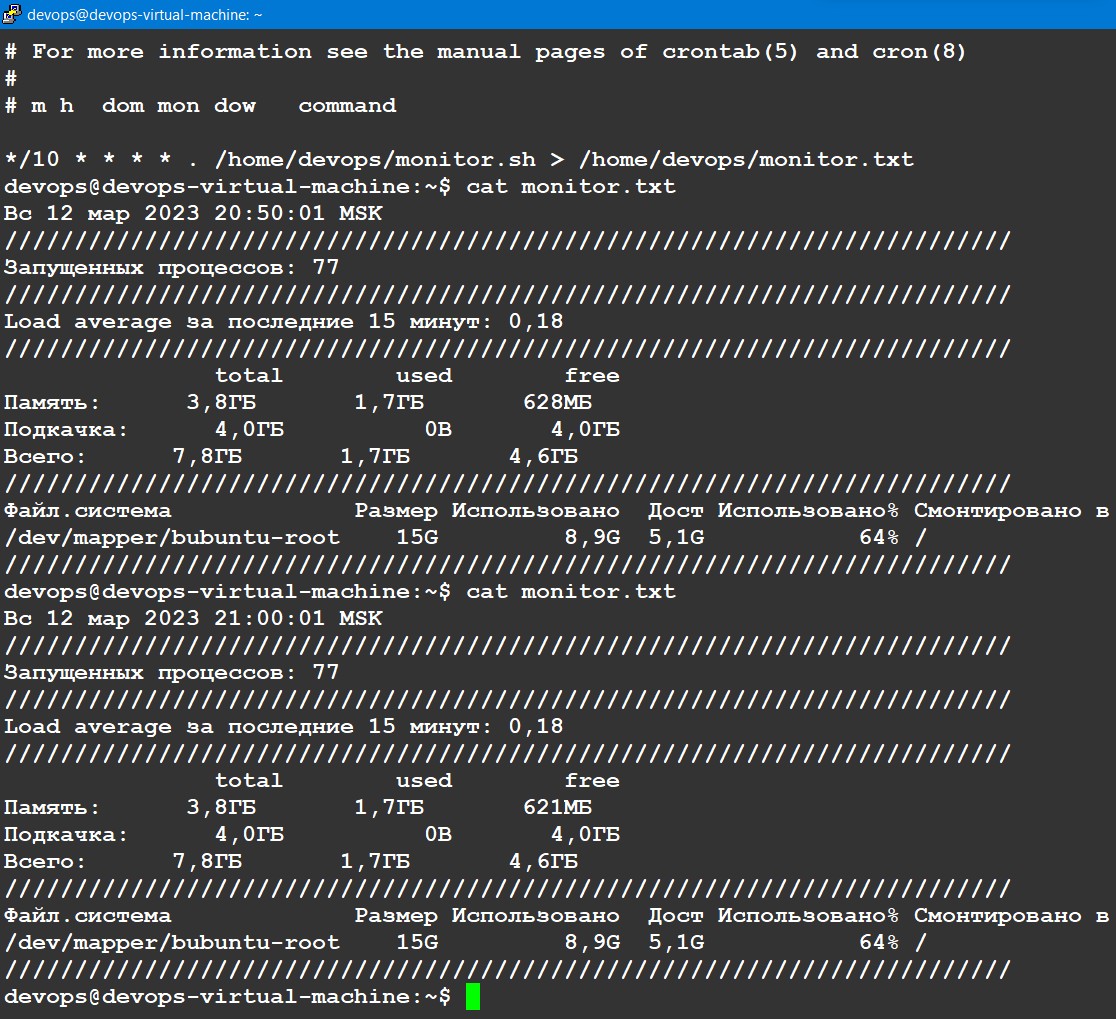 devops@devops-virtual-machine: ~
# For more information see the manual pages of crontab(5) and cron(8)
#
# m h  dom mon dow   command
*/10 * * * * . /home/devops/monitor.sh > /home/devops/monitor.txt
devops@devops-virtual-machine:~$ cat monitor.txt
Вс 12 мар 2023 20:50:01 MSK
////////////////////////////////////////////////////////////////////////
Запущенных процессов: 77
////////////////////////////////////////////////////////////////////////
Load average за последние 15 минут: 0,18
////////////////////////////////////////////////////////////////////////
               total        used        free
Память:      3,8ГБ       1,7ГБ       628МБ
Подкачка:      4,0ГБ          0B       4,0ГБ
Всего:      7,8ГБ       1,7ГБ       4,6ГБ
////////////////////////////////////////////////////////////////////////
Файл.система             Размер Использовано  Дост Использовано% Смонтировано в
/dev/mapper/bubuntu-root    15G         8,9G  5,1G           64% /
////////////////////////////////////////////////////////////////////////
devops@devops-virtual-machine:~$ cat monitor.txt
Вс 12 мар 2023 21:00:01 MSK
////////////////////////////////////////////////////////////////////////
Запущенных процессов: 77
////////////////////////////////////////////////////////////////////////
Load average за последние 15 минут: 0,18
////////////////////////////////////////////////////////////////////////
               total        used        free
Память:      3,8ГБ       1,7ГБ       621МБ
Подкачка:      4,0ГБ          0B       4,0ГБ
Всего:      7,8ГБ       1,7ГБ       4,6ГБ
////////////////////////////////////////////////////////////////////////
Файл.система             Размер Использовано  Дост Использовано% Смонтировано в
/dev/mapper/bubuntu-root    15G         8,9G  5,1G           64% /
////////////////////////////////////////////////////////////////////////
devops@devops-virtual-machine:~$